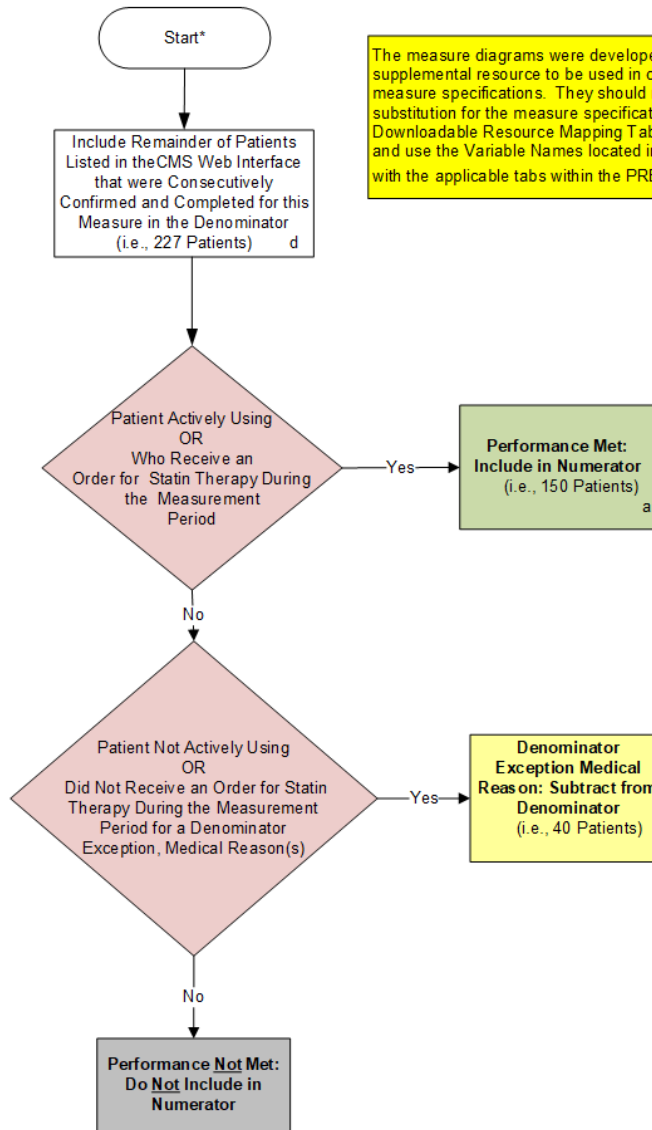 Start*
The measure diagrams were develope
supplemental resource to be used in c
measure specifications. They should
substitution for the measure specificat
Downloadable Resource Mapping Tab
and use the Variable Names located in
with the applicable tabs within the PRE
Include Remainder of Patients
Listed in theCMS Web Interface
that were Consecutively
Confirmed and Completed for this
Measure in the Denominator
(i.e., 227 Patients) d
Patient Actively Using
OR
Who Receive an
Order for Statin Therapy During
the Measurement
Period
Yes
Performance Met:
Include in Numerator
(i.e., 150 Patients)
a
No
Patient Not Actively Using
OR
Did Not Receive an Order for Statin
Therapy During the Measurement
Period for a Denominator
Exception, Medical Reason(s)
Yes
Denominator
Exception Medical
Reason: Subtract from
Denominator
(i.e., 40 Patients)
No
Performance Not Met:
Do Not Include in
Numerator